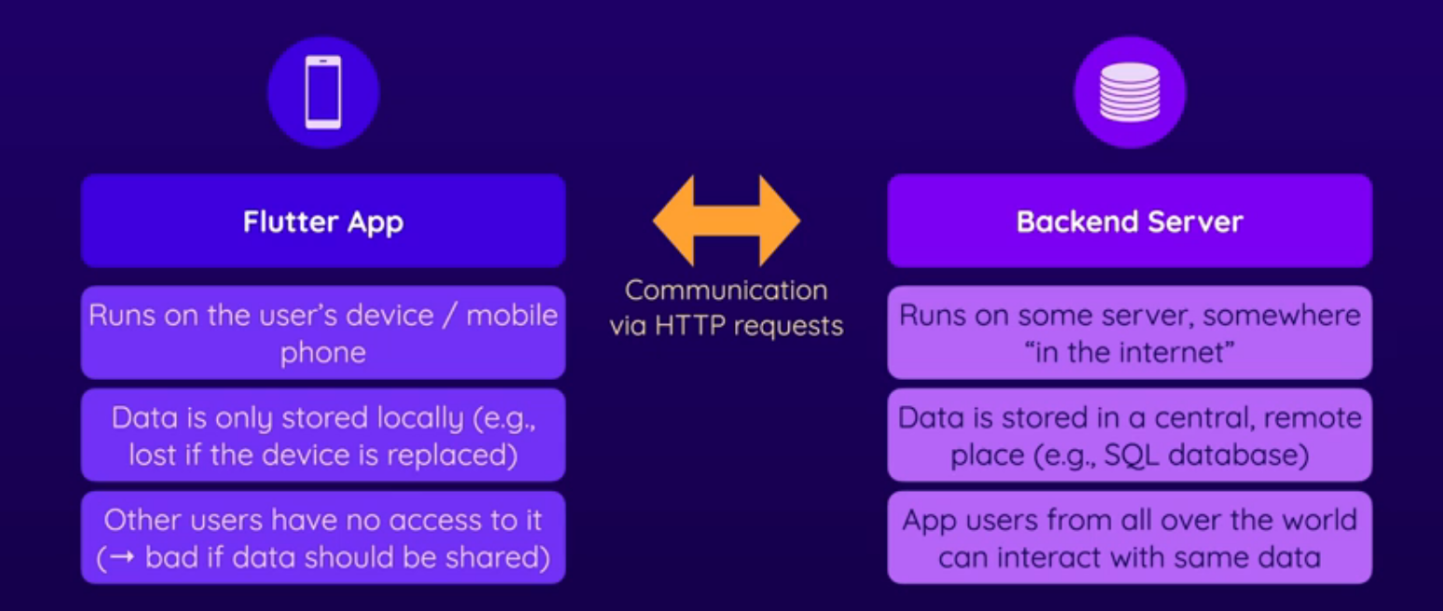 Flutter App
Runs on the user’s device / mobile
phone
Data is only stored locally (e.g.,
lost if the device is replaced)
Other users have no access to it
(→ bad if data should be shared)
Communication
via HTTP requests
Backend Server
Runs on some server, somewhere
“in the internet”
Data is stored in a central, remote
place (e.g., SQL database)
App users from all over the world
can interact with same data